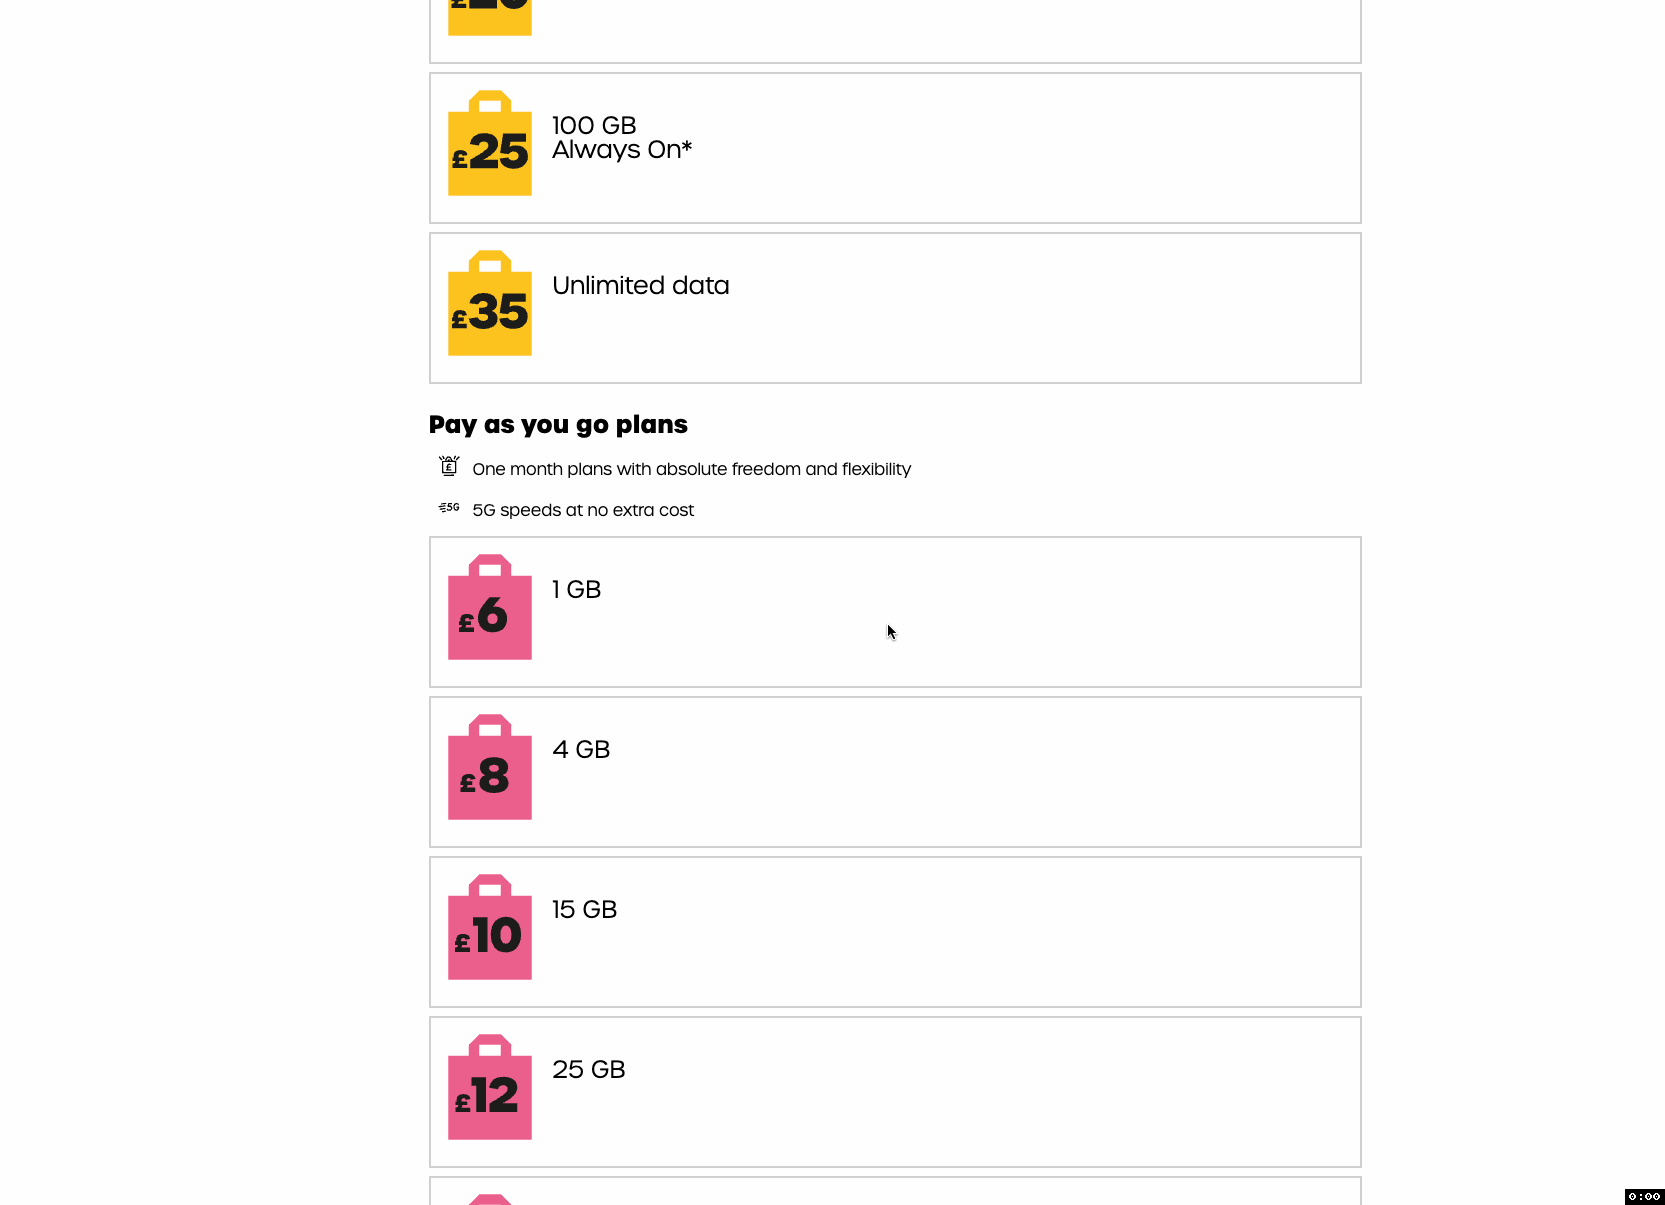 £25
100 GB
Always On*
£35
Unlimited data
Pay as you go plans
£
One month plans with absolute freedom and flexibility
5G
5G speeds at no extra cost
£6
1 GB
£8
4 GB
£10
15 GB
£12
25 GB
0:00